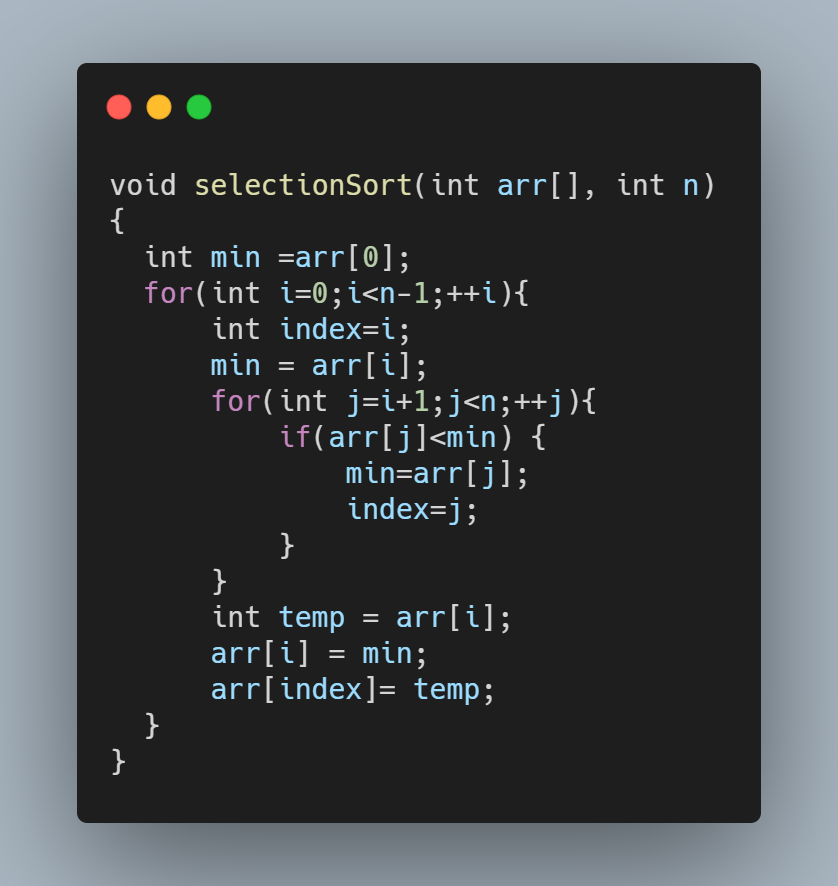 void selectionSort(int arr[], int n)
{
  int min =arr[0];
  for(int i=0;i<n-1;++i){
      int index=i;
      min = arr[i];
      for(int j=i+1;j<n;++j){
          if(arr[j]<min) {
              min=arr[j];
              index=j;
          }
      }
      int temp = arr[i];
      arr[i] = min;
      arr[index]= temp;
  }
}